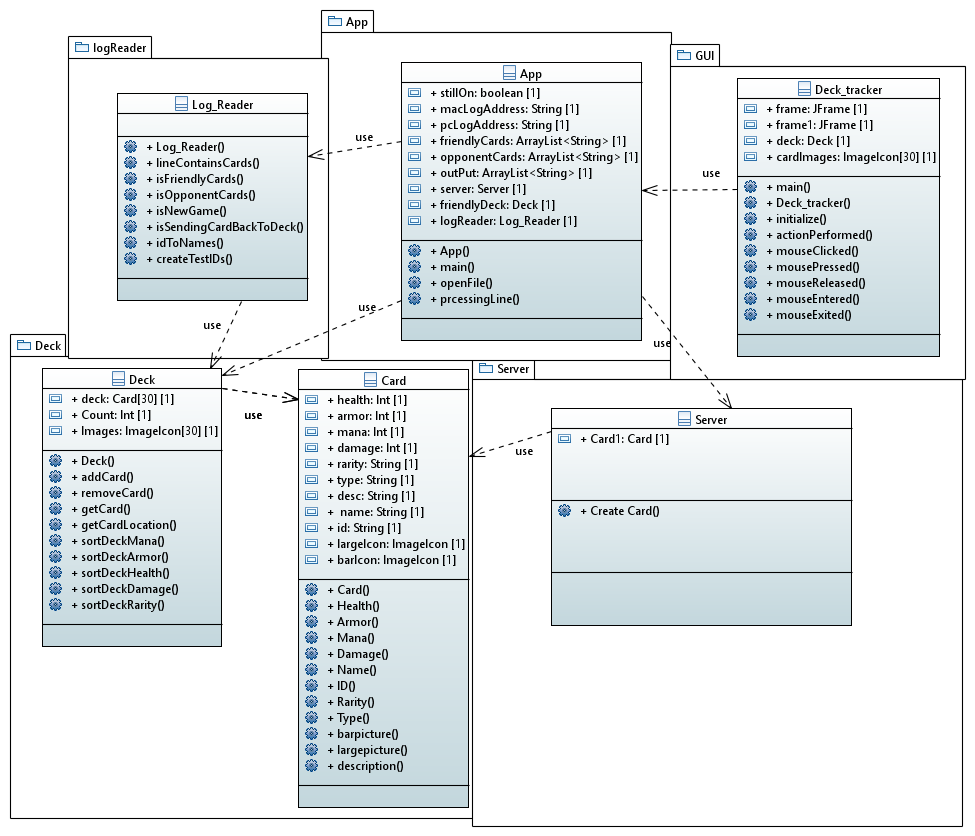 App
logReader
GUI
App
+ stillOn: boolean [1]
+ macLogAddress: String [1]
+ pcLogAddress: String [1]
+ friendlyCards: ArrayList<String> [1]
+ opponentCards: ArrayList<String> [1]
+ outPut: ArrayList<String> [1]
+ server: Server [1]
+ friendlyDeck: Deck [1]
+ logReader: Log_Reader [1]
+ App()
+ main()
+ openFile()
+ prcessingLine()
Log_Reader
+ Log_Reader()
+ lineContainsCards()
+ isFriendlyCards()
+ isOpponentCards()
+ isNewGame()
+ isSendingCardBackToDeck()
+ idToNames()
+ createTestIDs()
use
Deck_tracker
+ frame: JFrame [1]
+ frame1: JFrame [1]
+ deck: Deck [1]
+ cardImages: ImageIcon[30] [1]
+ main()
+ Deck_tracker()
+ initialize()
+ actionPerformed()
+ mouseClicked()
+ mousePressed()
+ mouseReleased()
+ mouseEntered()
+ mouseExited()
use
use
use
use
Deck
Deck
+ deck: Card[30] [1]
+ Count: Int [1]
+ Images: ImageIcon[30] [1]
+ Deck()
+ addCard()
+ removeCard()
+ getCard()
+ getCardLocation()
+ sortDeckMana()
+ sortDeckArmor()
+ sortDeckHealth()
+ sortDeckDamage()
+ sortDeckRarity()
use
Card
+ health: Int [1]
+ armor: Int [1]
+ mana: Int [1]
+ damage: Int [1]
+ rarity: String [1]
+ type: String [1]
+ desc: String [1]
+ name: String [1]
+ id: String [1]
+ largeIcon: ImageIcon [1]
+ barIcon: ImageIcon [1]
+ Card()
+ Health()
+ Armor()
+ Mana()
+ Damage()
+ Name()
+ ID()
+ Rarity()
+ Type()
+ barpicture()
+ largepicture()
+ description()
Server
Server
+ Card1: Card [1]
+ Create Card()
use